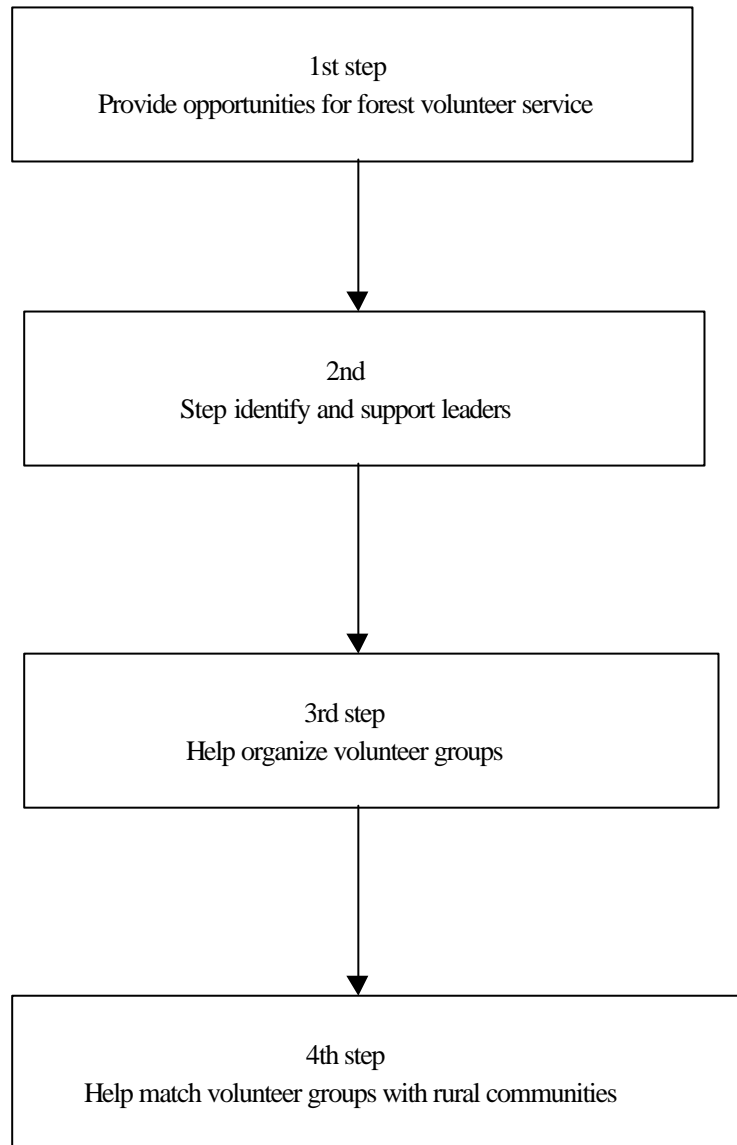 1st step
Provide opportunities for forest volunteer service
2nd
Step identify and support leaders
3rd step
Help organize volunteer groups
4th step
Help match volunteer groups with rural communities